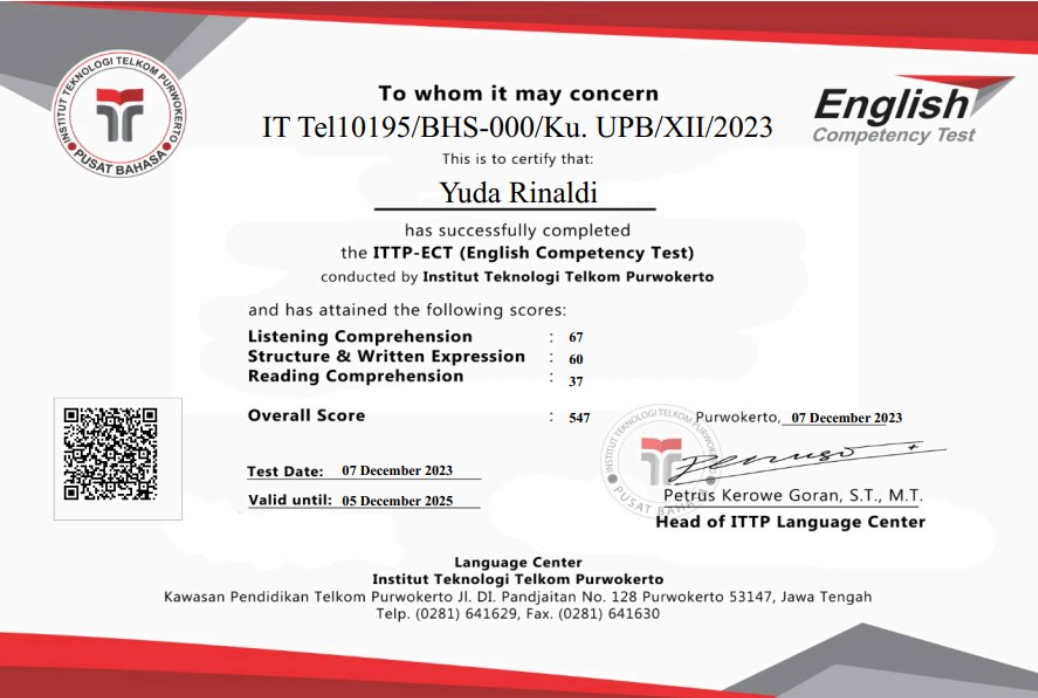 INSTITUT TEKNOLOGI TELKOM PURWOKERTO
PUSAT BAHASA
English
Competency Test
To whom it may concern
IT Tel10195/BHS-000/Ku. UPB/XII/2023
This is to certify that:
Yuda Rinaldi
has successfully completed
the ITTP-ECT (English Competency Test)
conducted by Institut Teknologi Telkom Purwokerto
and has attained the following scores:
Listening Comprehension : 67
Structure & Written Expression : 60
Reading Comprehension : 37
Overall Score : 547
Test Date: 07 December 2023
Valid until: 05 December 2025
Purwokerto, 07 December 2023
INSTITUT TEKNOLOGI TELKOM PURWOKERTO
PUSAT BAHASA
Petrus Kerowe Goran, S.T., M.T.
Head of ITTP Language Center
Language Center
Institut Teknologi Telkom Purwokerto
Kawasan Pendidikan Telkom Purwokerto Jl. DI. Pandjaitan No. 128 Purwokerto 53147, Jawa Tengah
Telp. (0281) 641629, Fax. (0281) 641630